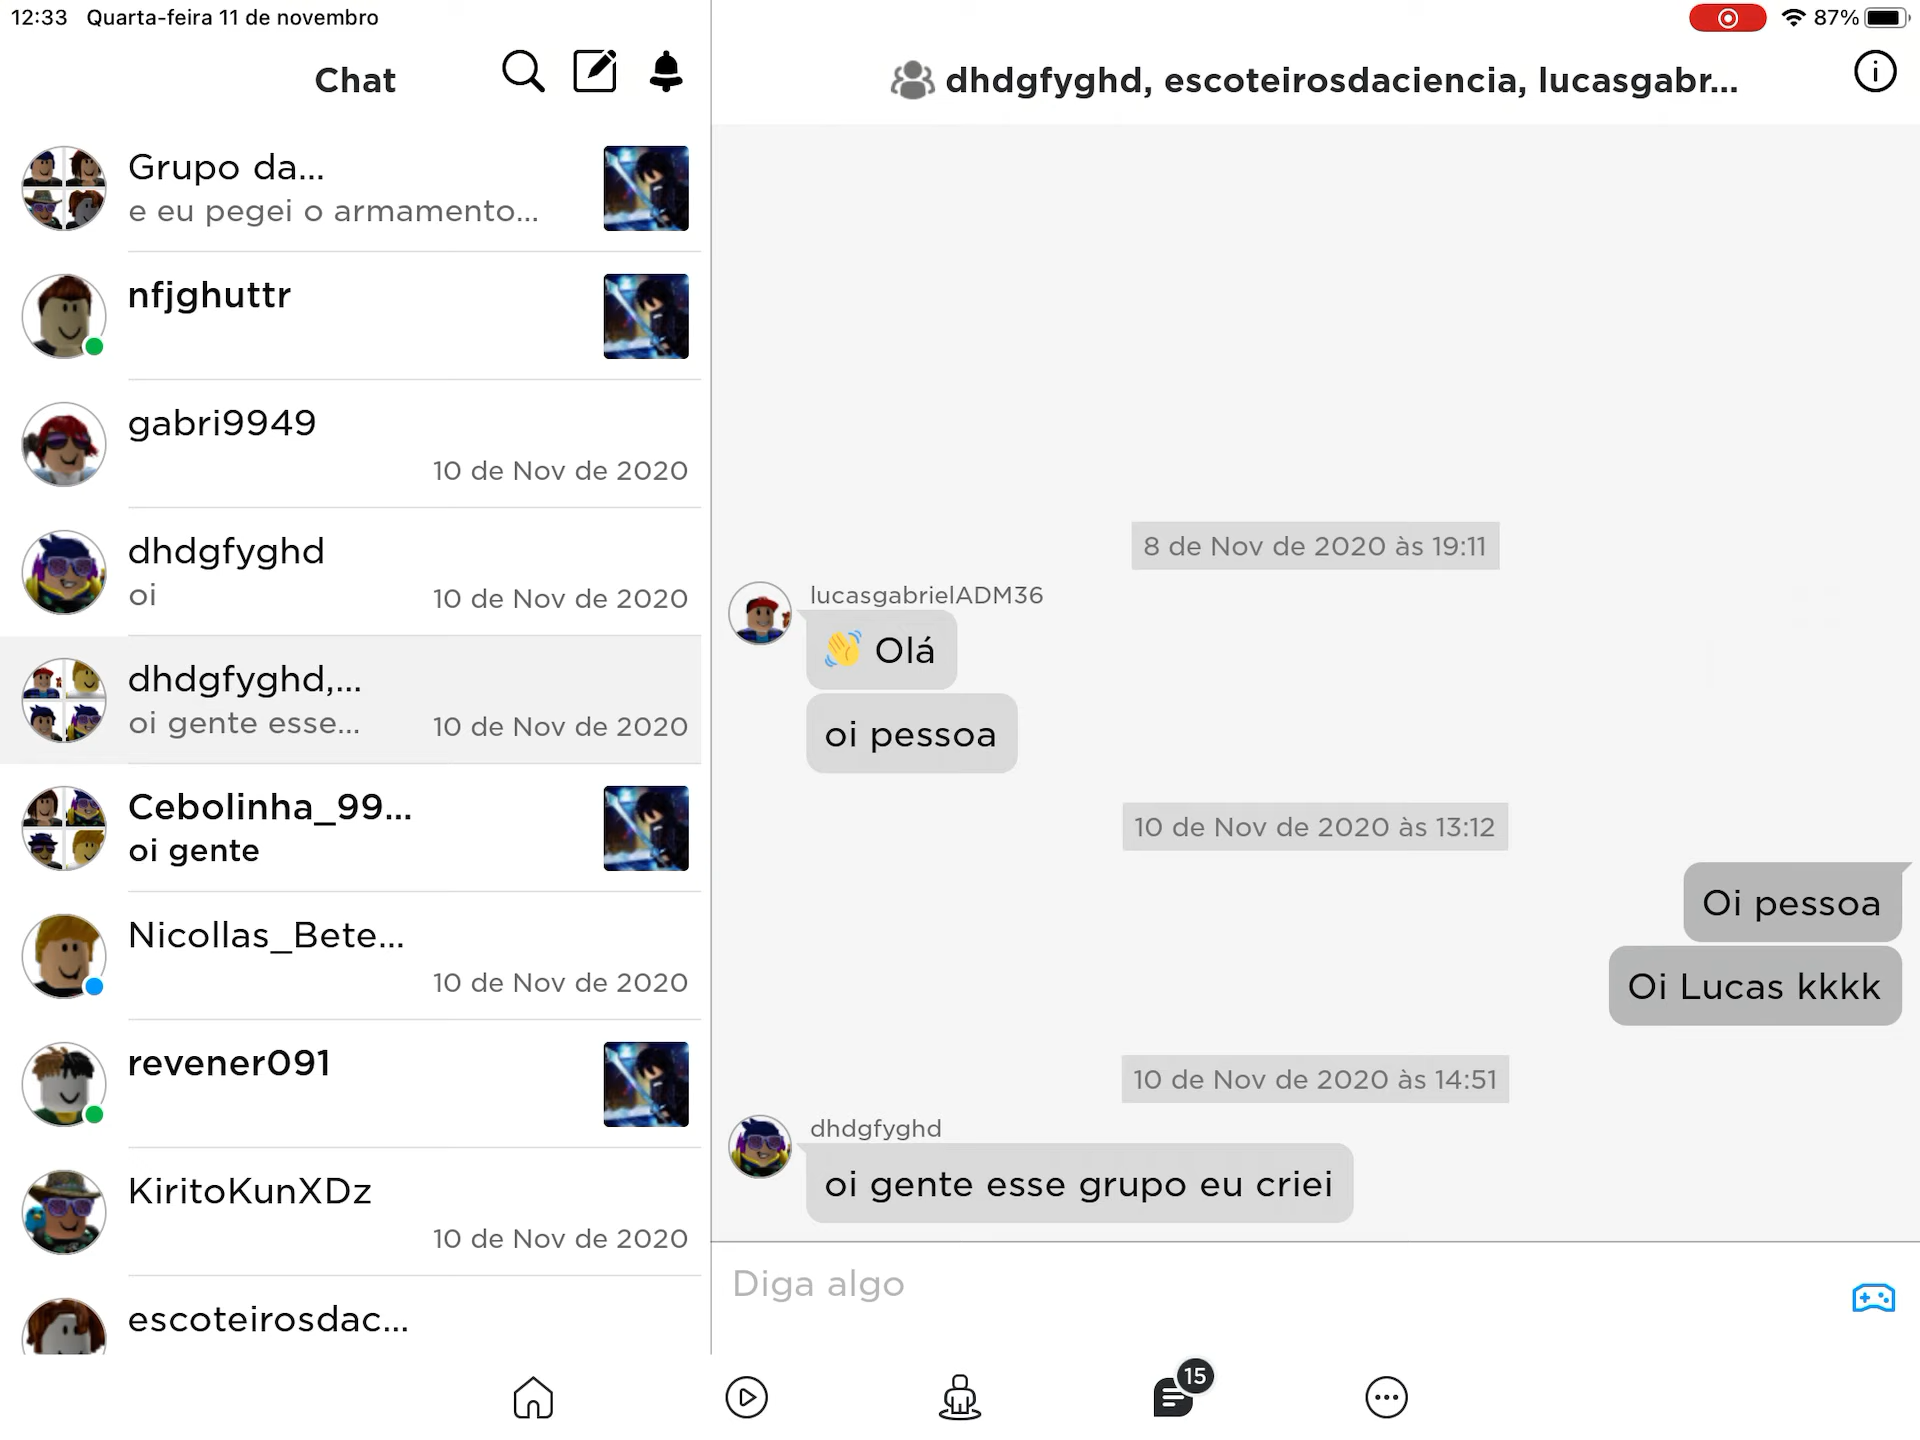 12:33 Quarta-feira 11 de novembro
87%
Chat
Grupo da...
e eu pegei o armamento...
nfjghuttr
gabri9949
10 de Nov de 2020
dhdgfyghd
oi
10 de Nov de 2020
dhdgfyghd,...
oi gente esse...
10 de Nov de 2020
Cebolinha_99...
oi gente
Nicollas_Bete...
10 de Nov de 2020
revener091
KiritoKunXDz
10 de Nov de 2020
escoteirosdac...
dhdgfyghd, escoteirosdaciencia, lucasgabr...
8 de Nov de 2020 às 19:11
lucasgabrielADM36
👋 Olá
oi pessoa
10 de Nov de 2020 às 13:12
Oi pessoa
Oi Lucas kkkk
10 de Nov de 2020 às 14:51
dhdgfyghd
oi gente esse grupo eu criei
Diga algo
15